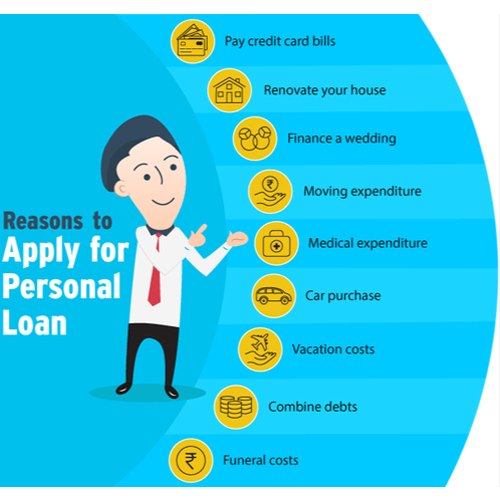 Reasons to
Apply for
Personal
Loan
Pay credit card bills
Renovate your house
Finance a wedding
Moving expenditure
Medical expenditure
Car purchase
Vacation costs
Combine debts
Funeral costs